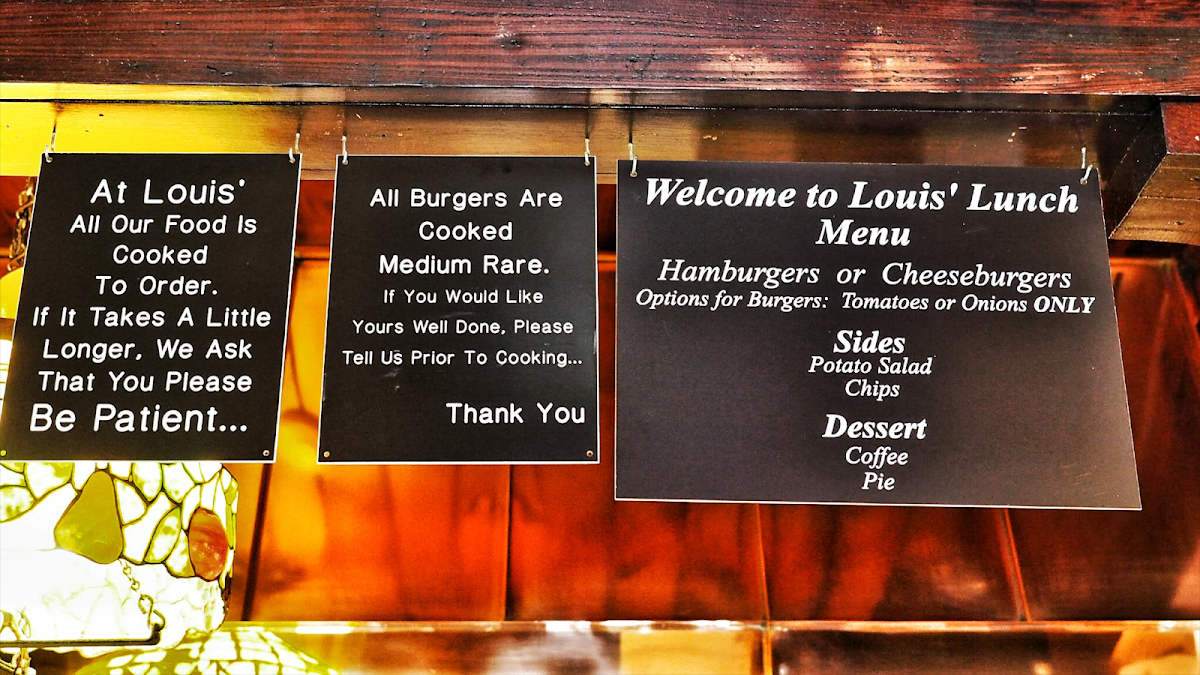 At Louis'
All Our Food Is
Cooked
To Order.
If It Takes A Little
Longer, We Ask
That You Please
Be Patient...
All Burgers Are
Cooked
Medium Rare.
If You Would Like
Yours Well Done, Please
Tell Us Prior To Cooking...
Thank You
Welcome to Louis' Lunch
Menu
Hamburgers or Cheeseburgers
Options for Burgers: Tomatoes or Onions ONLY
Sides
Potato Salad
Chips
Dessert
Coffee
Pie